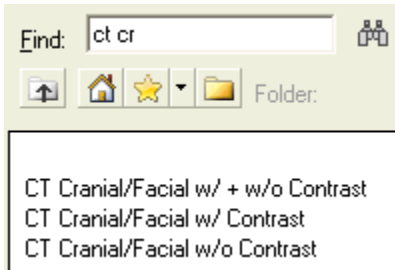 Find: ct cr
Folder:
CT Cranial/Facial w/ + w/o Contrast
CT Cranial/Facial w/ Contrast
CT Cranial/Facial w/o Contrast